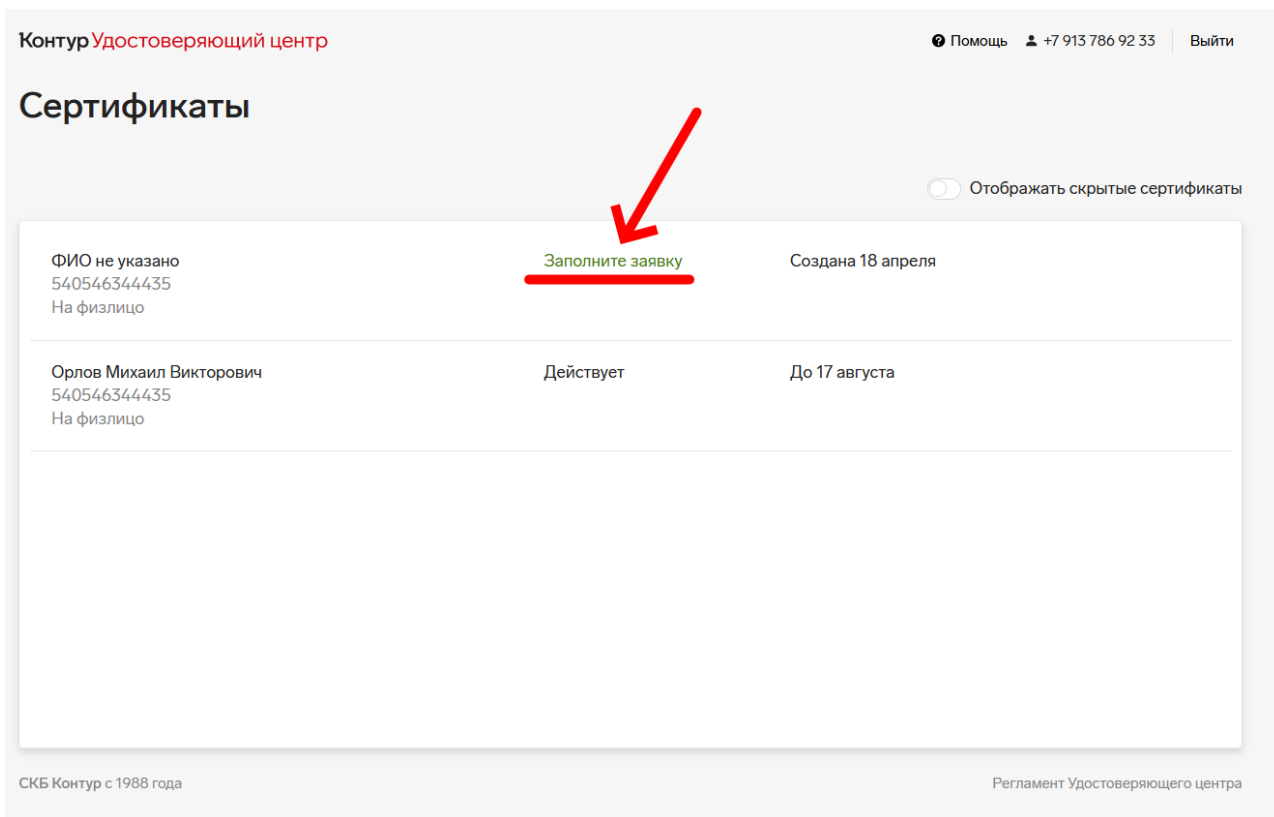 Контур Удостоверяющий центр
Помощь +7 913 786 92 33 Выйти
Сертификаты
Отображать скрытые сертификаты
ФИО не указано Заполните заявку Создана 18 апреля
540546344435
На физлицо
Орлов Михаил Викторович Действует До 17 августа
540546344435
На физлицо
СКБ Контур с 1988 года Регламент Удостоверяющего центра